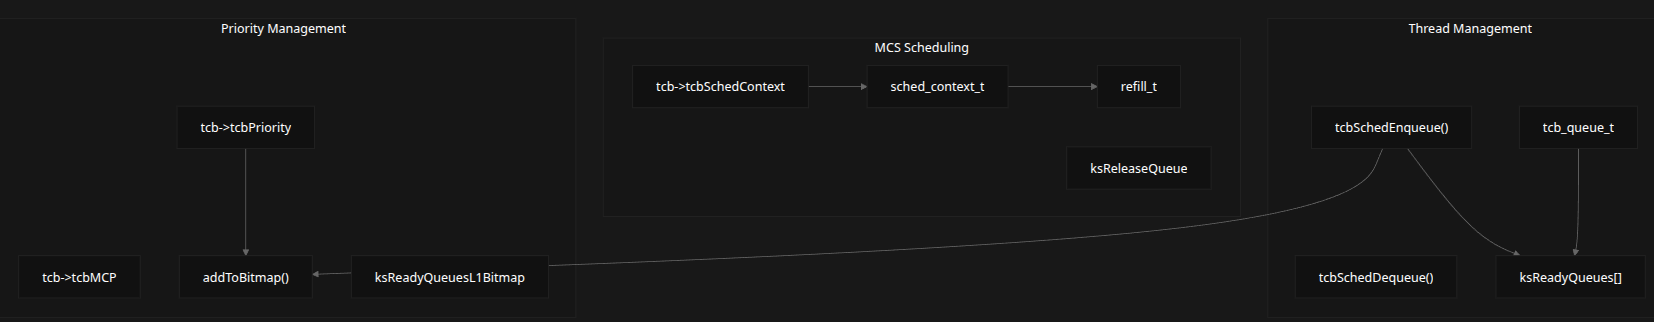 Priority Management
MCS Scheduling
Thread Management
tcb->tcbSchedContext
sched_context_t
refill_t
tcb->tcbPriority
tcbSchedEnqueue()
tcb_queue_t
ksReleaseQueue
tcb->tcbMCP
addToBitmap()
ksReadyQueuesL1Bitmap
tcbSchedDequeue()
ksReadyQueues[]